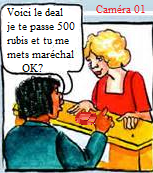 Caméra 01
Voici le deal
je te passe 500
rubis et tu me
mets maréchal
OK?